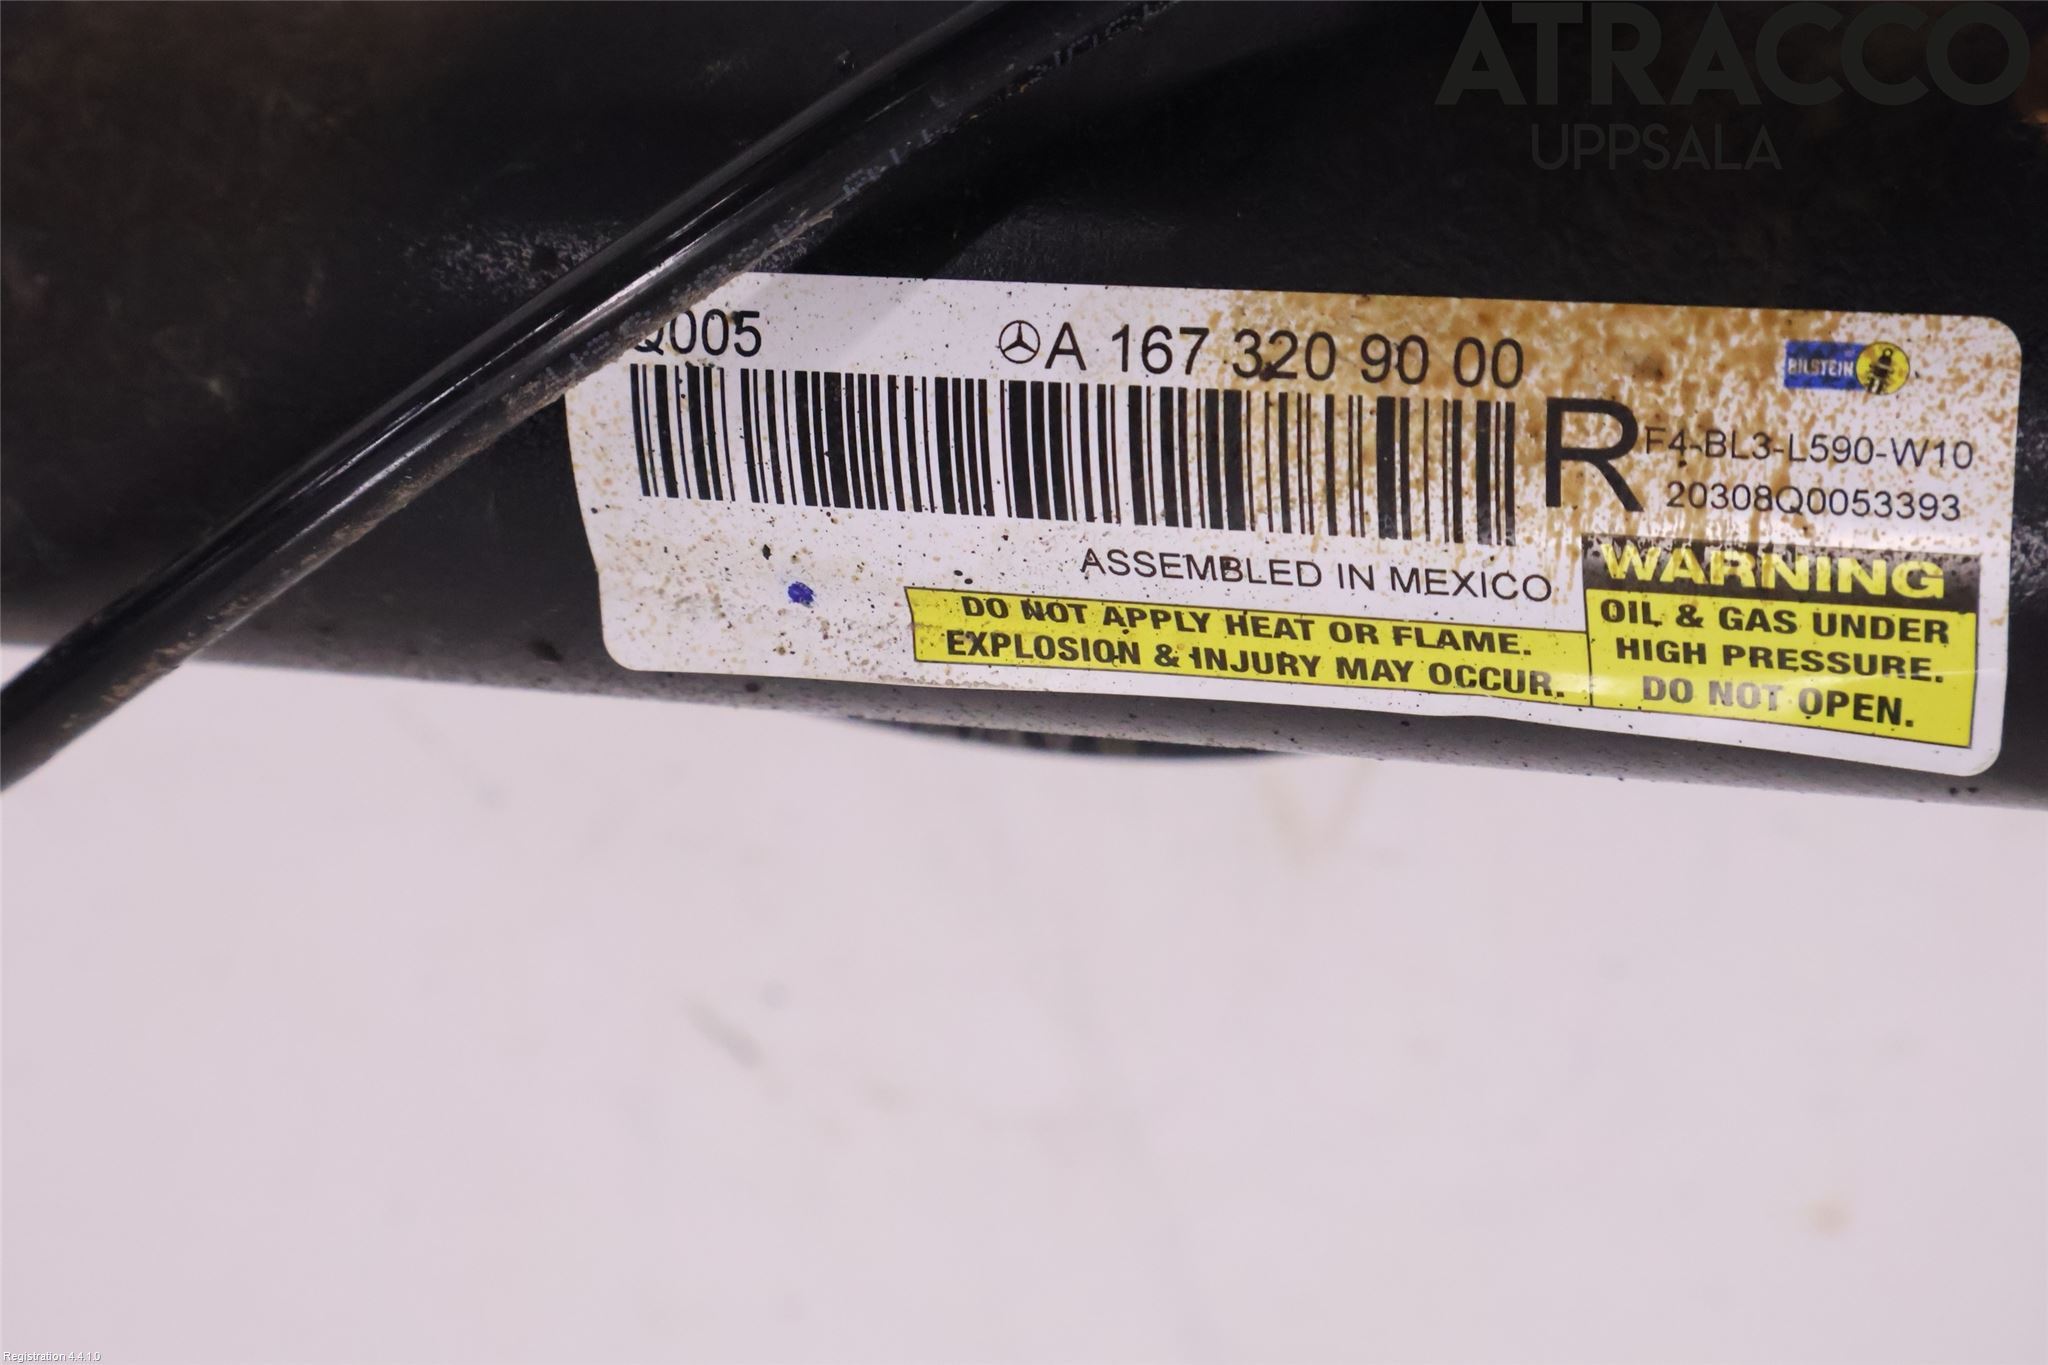 ATRACCO
UPPSALA
Q005
A 167 320 90 00
BILSTEIN
R
F4-BL3-L590-W10
20308Q0053393
ASSEMBLED IN MEXICO
DO NOT APPLY HEAT OR FLAME.
EXPLOSION & INJURY MAY OCCUR.
WARNING
OIL & GAS UNDER
HIGH PRESSURE.
DO NOT OPEN.
Registration 4.4.1.0